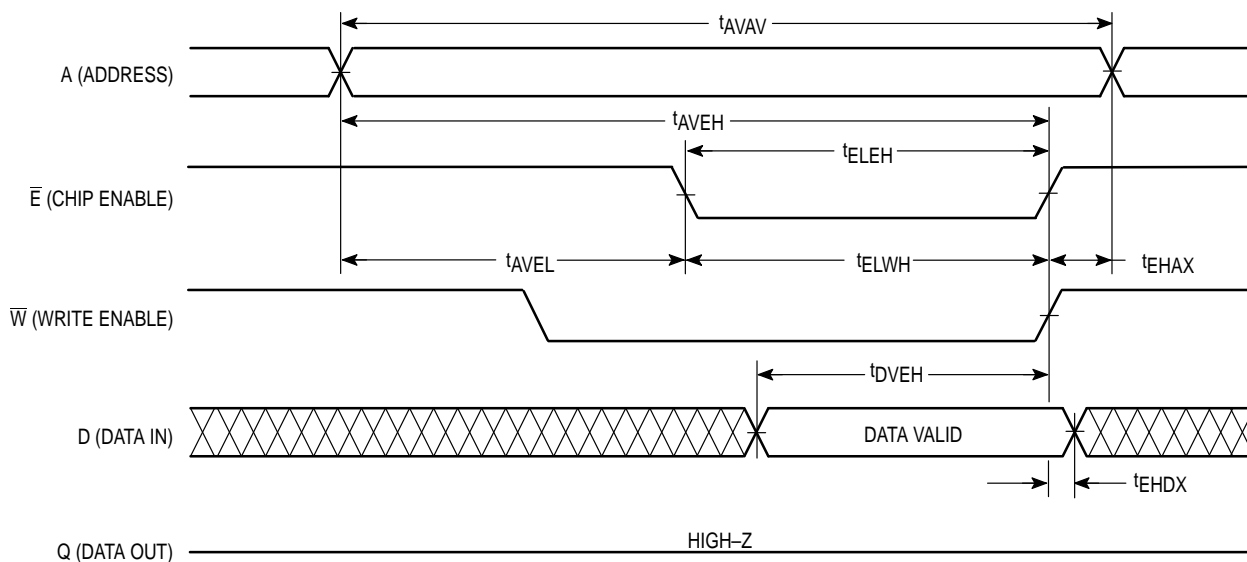 tAVAV
A (ADDRESS)
tAVEH
tELEH
E (CHIP ENABLE)
tAVEL
tELWH
tEHAX
W (WRITE ENABLE)
tDVEH
D (DATA IN)
DATA VALID
tEHDX
HIGH–Z
Q (DATA OUT)